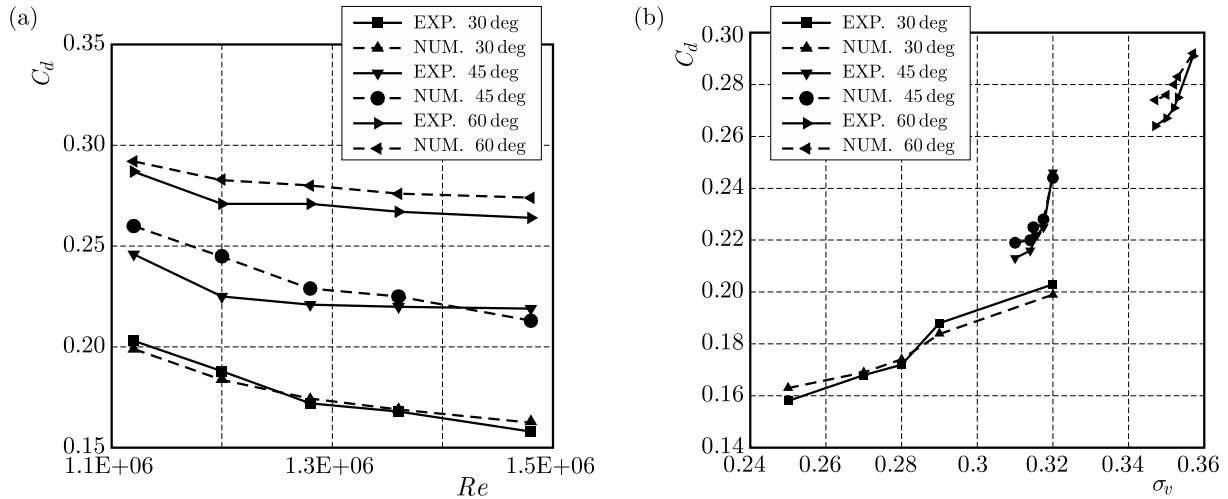 (a)
EXP. 30 deg
NUM. 30 deg
EXP. 45 deg
NUM. 45 deg
EXP. 60 deg
NUM. 60 deg
C_d
0.35
0.30
0.25
0.20
0.15
1.1E+06
1.3E+06
1.5E+06
Re
(b)
EXP. 30 deg
NUM. 30 deg
EXP. 45 deg
NUM. 45 deg
EXP. 60 deg
NUM. 60 deg
C_d
0.30
0.28
0.26
0.24
0.22
0.20
0.18
0.16
0.14
0.24
0.26
0.28
0.3
0.32
0.34
0.36
σ_v